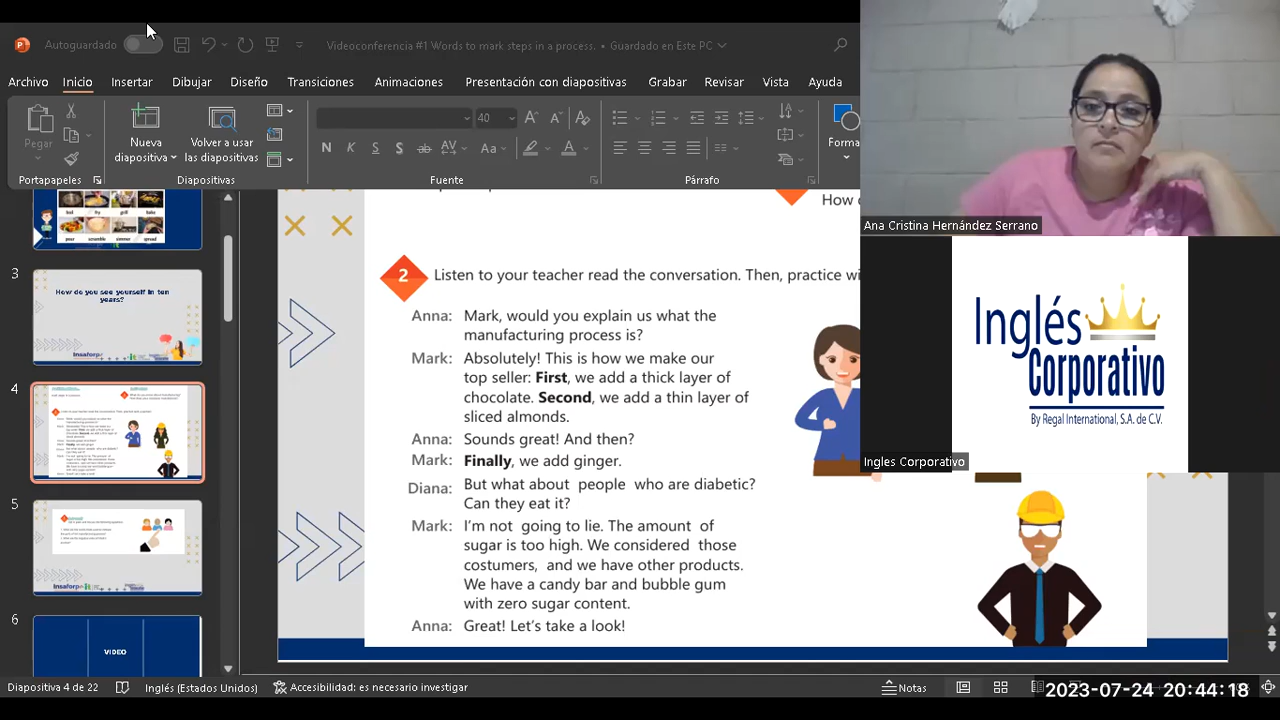 Autoguardado
Videoconferencia #1 Words to mark steps in a process. • Guardado en Este PC
Archivo Inicio Insertar Dibujar Diseño Transiciones Animaciones Presentación con diapositivas Grabar Revisar Vista Ayuda
40
Pegar
Nueva diapositiva
Volver a usar las diapositivas
Forma
Portapapeles Diapositivas Fuente Párrafo
Ana Cristina Hernández Serrano
Inglés
Corporativo
By Regal International, S.A. de C.V.
Ingles Corporativo
3
How do you see yourself in ten
years?
4
5
6
VIDEO
2
Listen to your teacher read the conversation. Then, practice wi
Anna: Mark, would you explain us what the
manufacturing process is?
Mark: Absolutely! This is how we make our
top seller: First, we add a thick layer of
chocolate. Second, we add a thin layer of
sliced almonds.
Anna: Sounds great! And then?
Mark: Finally, we add ginger.
Diana: But what about people who are diabetic?
Can they eat it?
Mark: I'm not going to lie. The amount of
sugar is too high. We considered those
costumers, and we have other products.
We have a candy bar and bubble gum
with zero sugar content.
Anna: Great! Let's take a look!
Diapositiva 4 de 22 Inglés (Estados Unidos) Accesibilidad: es necesario investigar Notas
2023-07-24 20:44:18